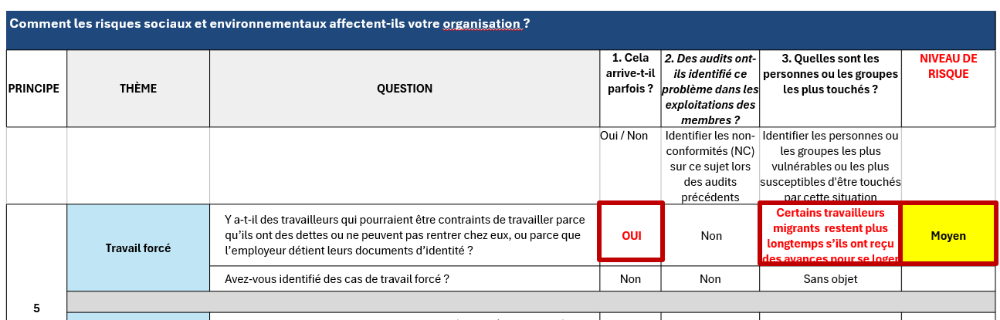 Comment les risques sociaux et environnementaux affectent-ils votre organisation ?
PRINCIPE
THÈME
QUESTION
1. Cela
arrive-t-il
parfois ?
2. Des audits ont-
ils identifié ce
problème dans les
exploitations des
membres ?
3. Quelles sont les
personnes ou les groupes
les plus touchés ?
NIVEAU DE
RISQUE
Oui / Non
Identifier les non-
conformités (NC)
sur ce sujet lors
des audits
précédents
Identifier les personnes ou
les groupes les plus
vulnérables ou les plus
susceptibles d'être touchés
par cette situation
5
Travail forcé
Y a-t-il des travailleurs qui pourraient être contraints de travailler parce
qu’ils ont des dettes ou ne peuvent pas rentrer chez eux, ou parce que
l’employeur détient leurs documents d’identité ?
OUI
Non
Certains travailleurs
migrants restent plus
longtemps s’ils ont reçu
des avances pour se loger
Moyen
Avez-vous identifié des cas de travail forcé ?
Non
Non
Sans objet